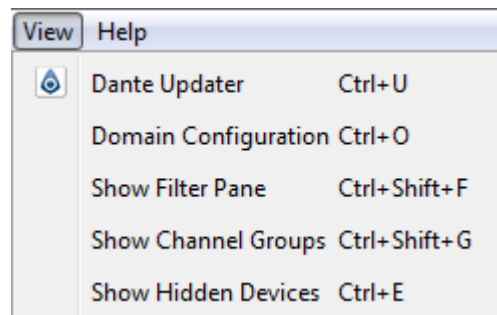 View Help
Dante Updater Ctrl+U
Domain Configuration Ctrl+O
Show Filter Pane Ctrl+Shift+F
Show Channel Groups Ctrl+Shift+G
Show Hidden Devices Ctrl+E